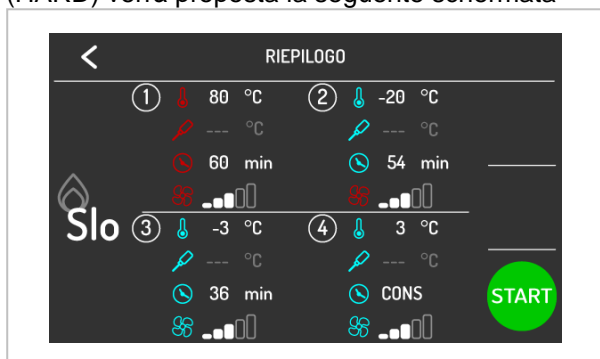 (HARD) verrà proposta la seguente schermata
RIEPILOGO
1 80 °C 2 -20 °C
--- °C --- °C
60 min 54 min
Slo
3 -3 °C 4 3 °C
--- °C --- °C
36 min CONS
START